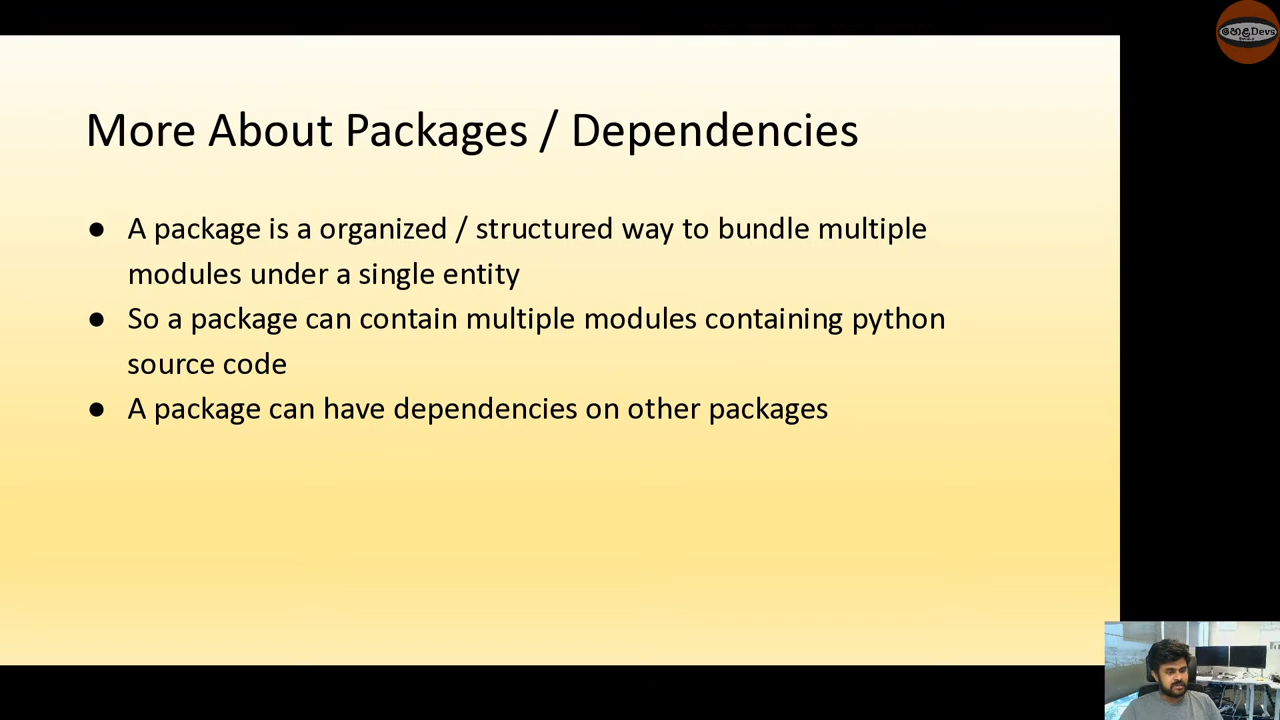 හෙළDevs
More About Packages / Dependencies
● A package is a organized / structured way to bundle multiple
modules under a single entity
● So a package can contain multiple modules containing python
source code
● A package can have dependencies on other packages